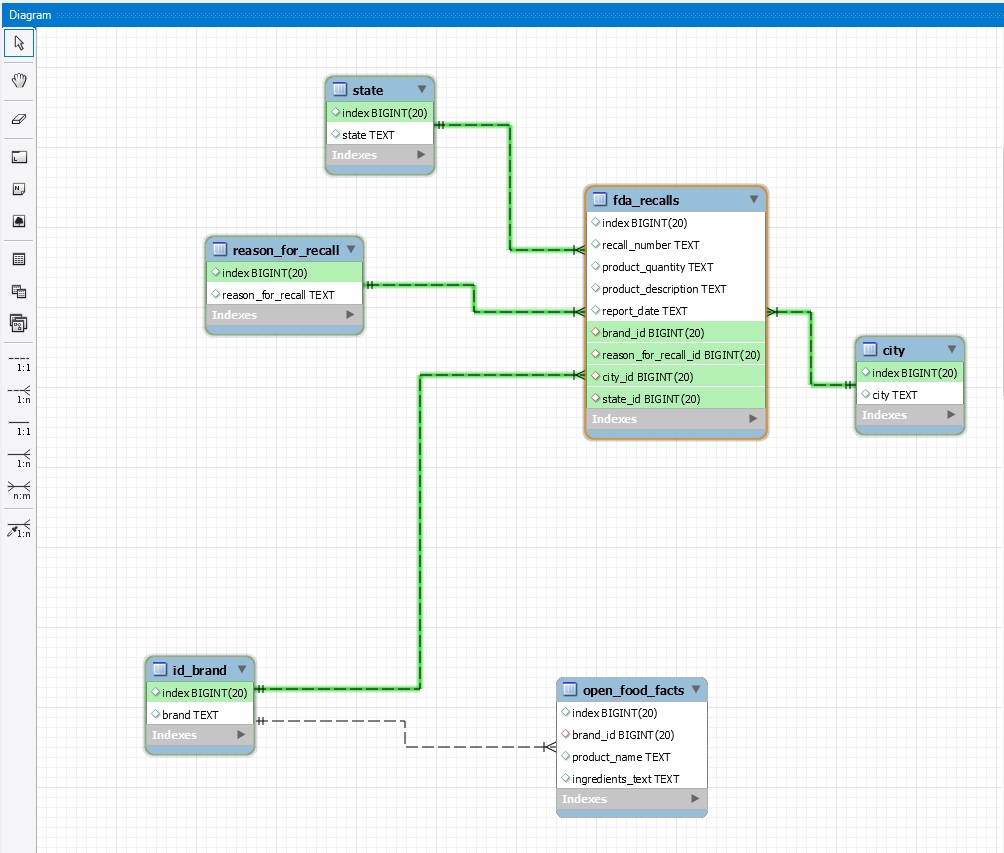 Diagram
state
index BIGINT(20)
state TEXT
Indexes
fda_recalls
index BIGINT(20)
recall_number TEXT
product_quantity TEXT
product_description TEXT
report_date TEXT
brand_id BIGINT(20)
reason_for_recall_id BIGINT(20)
city_id BIGINT(20)
state_id BIGINT(20)
Indexes
reason_for_recall
index BIGINT(20)
reason_for_recall TEXT
Indexes
city
index BIGINT(20)
city TEXT
Indexes
1:1
1:n
1:1
1:n
n:m
1:n
id_brand
index BIGINT(20)
brand TEXT
Indexes
open_food_facts
index BIGINT(20)
brand_id BIGINT(20)
product_name TEXT
ingredients_text TEXT
Indexes